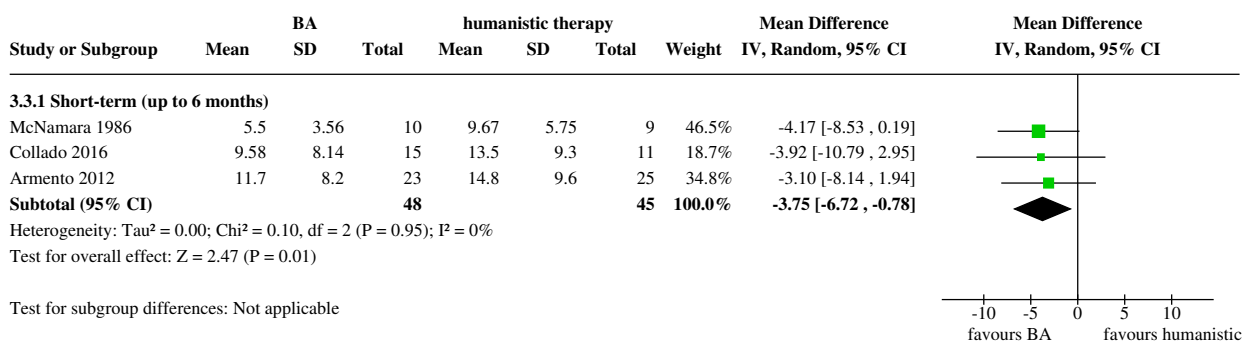 BA humanistic therapy Mean Difference Mean Difference
Study or Subgroup Mean SD Total Mean SD Total Weight IV, Random, 95% CI IV, Random, 95% CI
3.3.1 Short-term (up to 6 months)
McNamara 1986 5.5 3.56 10 9.67 5.75 9 46.5% -4.17 [-8.53 , 0.19]
Collado 2016 9.58 8.14 15 13.5 9.3 11 18.7% -3.92 [-10.79 , 2.95]
Armento 2012 11.7 8.2 23 14.8 9.6 25 34.8% -3.10 [-8.14 , 1.94]
Subtotal (95% CI) 48 45 100.0% -3.75 [-6.72 , -0.78]
Heterogeneity: Tau² = 0.00; Chi² = 0.10, df = 2 (P = 0.95); I² = 0%
Test for overall effect: Z = 2.47 (P = 0.01)
Test for subgroup differences: Not applicable
-10 -5 0 5 10
favours BA favours humanistic